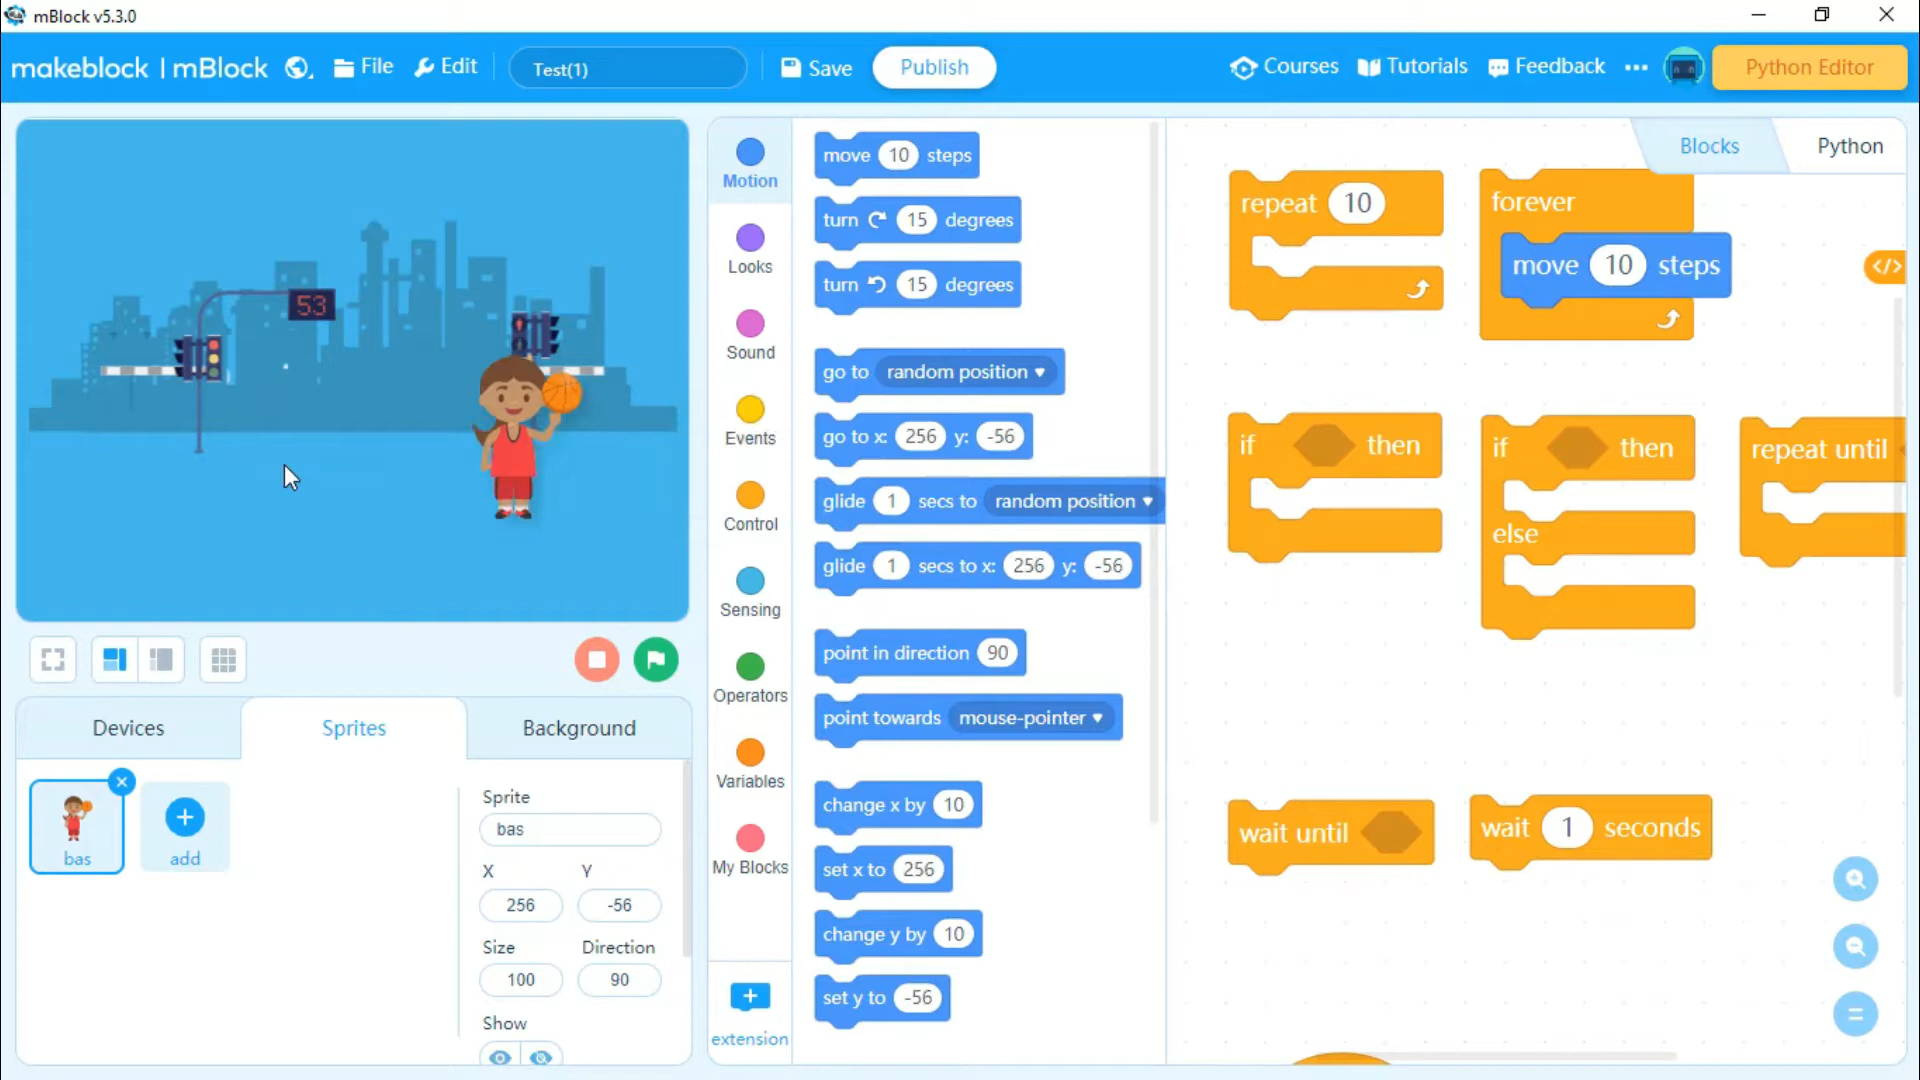 mBlock v5.3.0
makeblock | mBlock File Edit Test(1) Save Publish Courses Tutorials Feedback Python Editor
53
Devices Sprites Background
bas
add
Sprite
bas
X Y
256 -56
Size Direction
100 90
Show
Motion
Looks
Sound
Events
Control
Sensing
Operators
Variables
My Blocks
extension
move 10 steps
turn 15 degrees
turn 15 degrees
go to random position
go to x: 256 y: -56
glide 1 secs to random position
glide 1 secs to x: 256 y: -56
point in direction 90
point towards mouse-pointer
change x by 10
set x to 256
change y by 10
set y to -56
Blocks Python
repeat 10
forever
move 10 steps
if then
if then
else
repeat until
wait until
wait 1 seconds